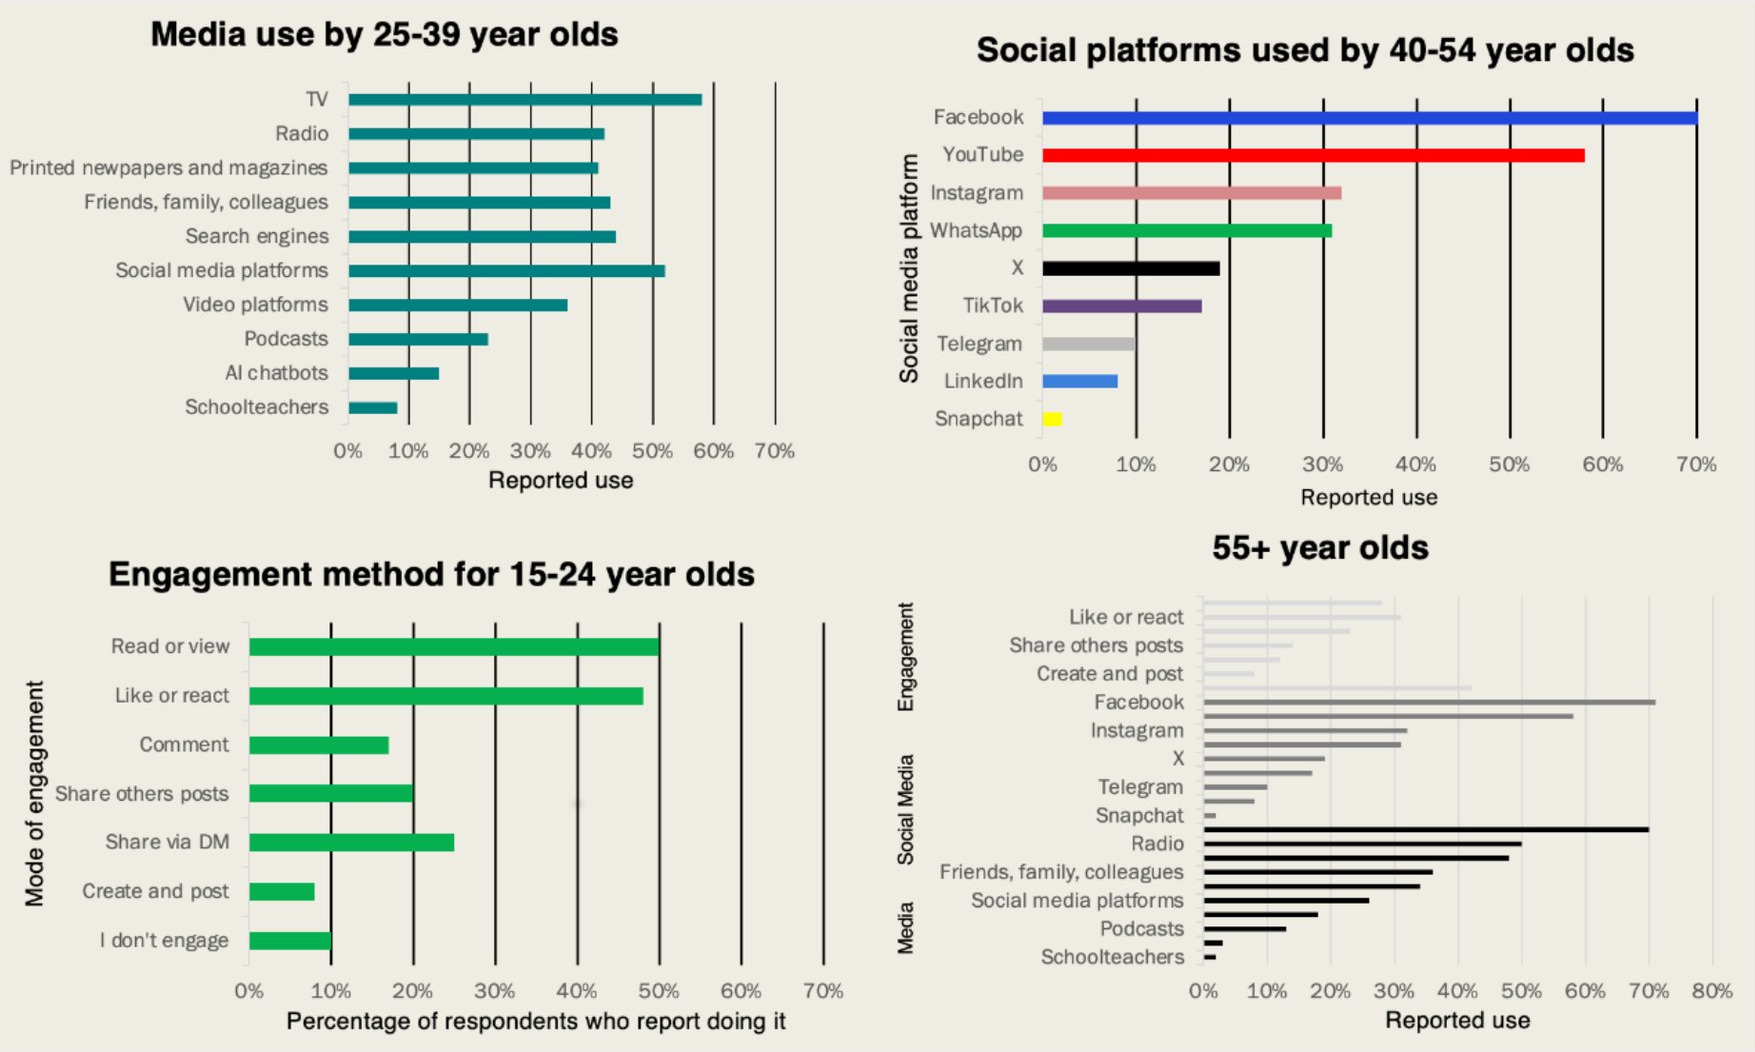 Media use by 25-39 year olds
TV
Radio
Printed newpapers and magazines
Friends, family, colleagues
Search engines
Social media platforms
Video platforms
Podcasts
AI chatbots
Schoolteachers
0% 10% 20% 30% 40% 50% 60% 70%
Reported use
Social platforms used by 40-54 year olds
Social media platform
Facebook
YouTube
Instagram
WhatsApp
X
TikTok
Telegram
LinkedIn
Snapchat
0% 10% 20% 30% 40% 50% 60% 70%
Reported use
Engagement method for 15-24 year olds
Mode of engagement
Read or view
Like or react
Comment
Share others posts
Share via DM
Create and post
I don't engage
0% 10% 20% 30% 40% 50% 60% 70%
Percentage of respondents who report doing it
55+ year olds
Engagement
Like or react
Share others posts
Create and post
Social Media
Facebook
Instagram
X
Telegram
Snapchat
Media
Radio
Friends, family, colleagues
Social media platforms
Podcasts
Schoolteachers
0% 10% 20% 30% 40% 50% 60% 70% 80%
Reported use